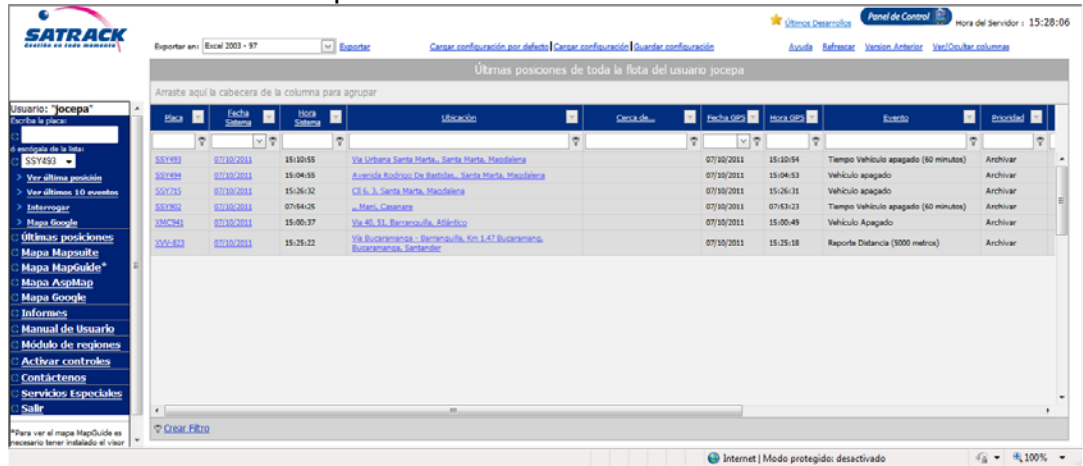 SATRACK
Gestión en todo momento
Últimos Desarrollos
Panel de Control
Hora del Servidor : 15:28:06
Exportar en: Excel 2003 - 97 Exportar
Cargar configuración por defecto|Cargar configuración|Guardar configuración
Ayuda Refrescar Version Anterior Ver/Ocultar columnas
Últimas posiciones de toda la flota del usuario jocepa
Arraste aquí la cabecera de la columna para agrupar
Usuario: "jocepa"
Escriba la placa:
ó escógala de la lista:
SSY493
> Ver última posición
> Ver últimos 10 eventos
> Interrogar
> Mapa Google
Últimas posiciones
Mapa Mapsuite
Mapa MapGuide*
Mapa AspMap
Mapa Google
Informes
Manual de Usuario
Módulo de regiones
Activar controles
Contáctenos
Servicios Especiales
Salir
*Para ver el mapa MapGuide es
necesario tener instalado el visor
Placa Fecha Sistema Hora Sistema Ubicación Cerca de... Fecha GPS Hora GPS Evento Prioridad
SSY493 07/10/2011 15:10:55 Vía Urbana Santa Marta,, Santa Marta, Magdalena 07/10/2011 15:10:54 Tiempo Vehículo apagado (60 minutos) Archivar
SSY494 07/10/2011 15:04:55 Avenida Rodrigo De Bastidas,, Santa Marta, Magdalena 07/10/2011 15:04:53 Vehículo apagado Archivar
SSY715 07/10/2011 15:26:32 Cll 6, 3, Santa Marta, Magdalena 07/10/2011 15:26:31 Vehículo apagado Archivar
SSY902 07/10/2011 07:54:25 ,, Maní, Casanare 07/10/2011 07:53:23 Tiempo Vehículo apagado (60 minutos) Archivar
VMC941 07/10/2011 15:00:37 Vía 40, 51, Barranquilla, Atlántico 07/10/2011 15:00:49 Vehículo Apagado Archivar
XVV-823 07/10/2011 15:25:22 Vía Bucaramanga - Barranquilla, Km 1.47 Bucaramang, 07/10/2011 15:25:18 Reporte Distancia (5000 metros) Archivar
Bucaramanga, Santander
Crear Filtro
Internet | Modo protegido: desactivado
100%